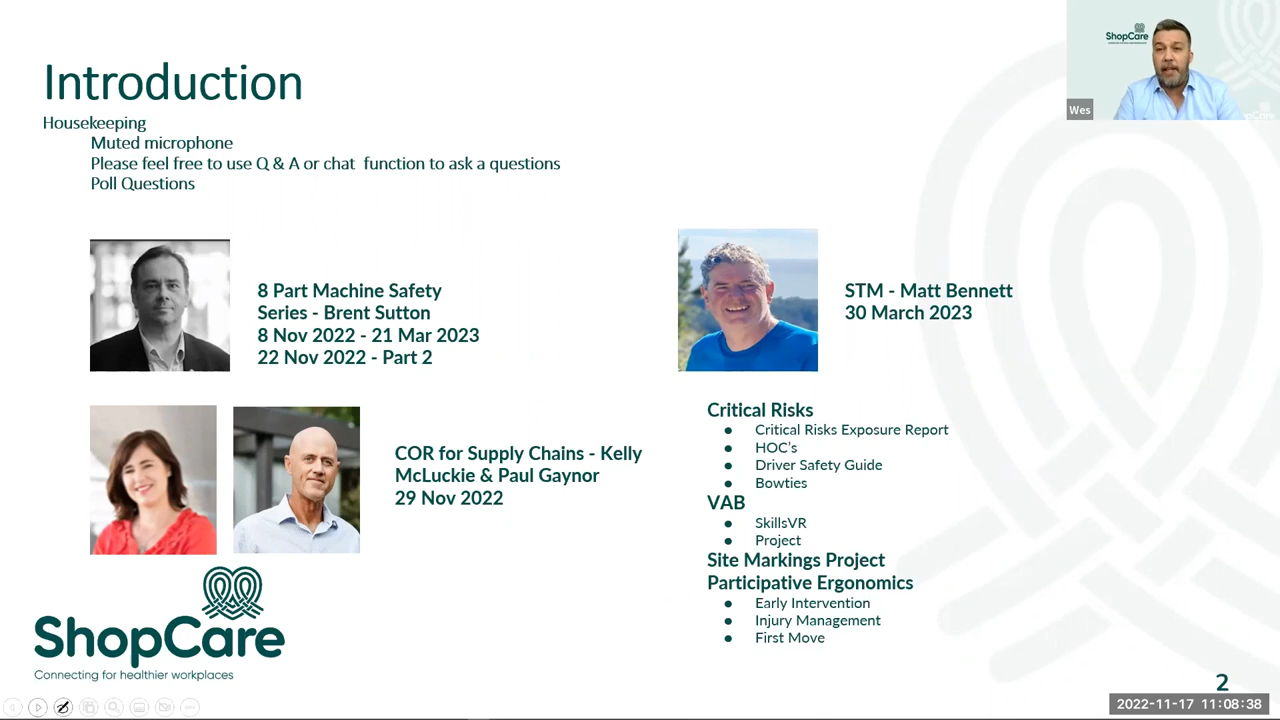 Introduction
Housekeeping
Muted microphone
Please feel free to use Q & A or chat  function to ask a questions
Poll Questions
ShopCare
Wes
8 Part Machine Safety
Series - Brent Sutton
8 Nov 2022 - 21 Mar 2023
22 Nov 2022 - Part 2
STM - Matt Bennett
30 March 2023
COR for Supply Chains - Kelly
McLuckie & Paul Gaynor
29 Nov 2022
Critical Risks
● Critical Risks Exposure Report
● HOC's
● Driver Safety Guide
● Bowties
VAB
● SkillsVR
● Project
Site Markings Project
Participative Ergonomics
● Early Intervention
● Injury Management
● First Move
ShopCare
Connecting for healthier workplaces
2
2022-11-17 11:08:38